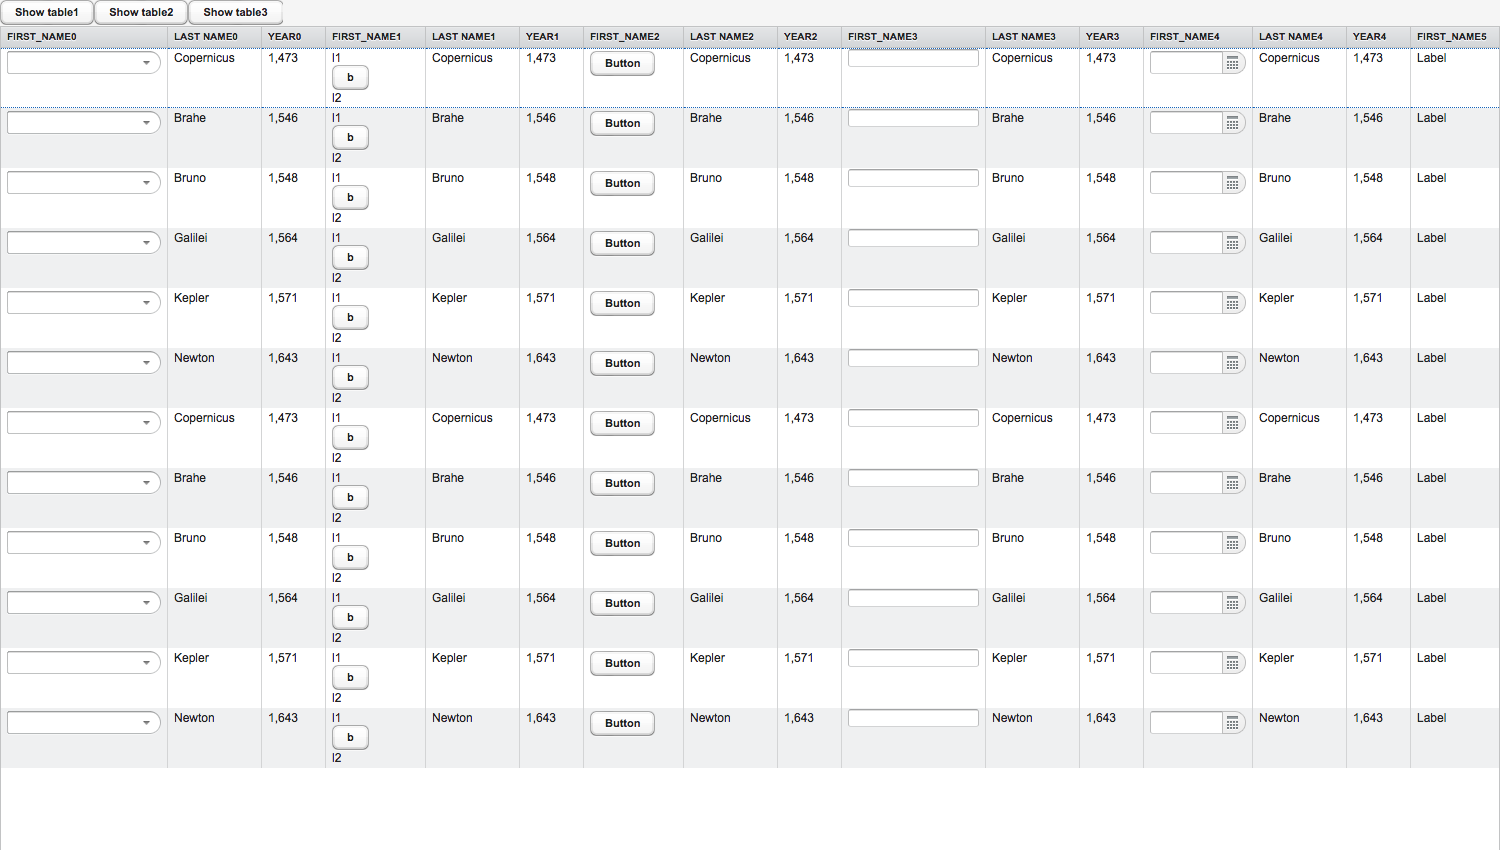 Show table1 Show table2 Show table3
FIRST_NAME0 LAST NAME0 YEAR0 FIRST_NAME1 LAST NAME1 YEAR1 FIRST_NAME2 LAST NAME2 YEAR2 FIRST_NAME3 LAST NAME3 YEAR3 FIRST_NAME4 LAST NAME4 YEAR4 FIRST_NAME5
Copernicus 1,473 l1 Copernicus 1,473 Button Copernicus 1,473 Copernicus 1,473 Copernicus 1,473 Label
b
l2
Brahe 1,546 l1 Brahe 1,546 Button Brahe 1,546 Brahe 1,546 Brahe 1,546 Label
b
l2
Bruno 1,548 l1 Bruno 1,548 Button Bruno 1,548 Bruno 1,548 Bruno 1,548 Label
b
l2
Galilei 1,564 l1 Galilei 1,564 Button Galilei 1,564 Galilei 1,564 Galilei 1,564 Label
b
l2
Kepler 1,571 l1 Kepler 1,571 Button Kepler 1,571 Kepler 1,571 Kepler 1,571 Label
b
l2
Newton 1,643 l1 Newton 1,643 Button Newton 1,643 Newton 1,643 Newton 1,643 Label
b
l2
Copernicus 1,473 l1 Copernicus 1,473 Button Copernicus 1,473 Copernicus 1,473 Copernicus 1,473 Label
b
l2
Brahe 1,546 l1 Brahe 1,546 Button Brahe 1,546 Brahe 1,546 Brahe 1,546 Label
b
l2
Bruno 1,548 l1 Bruno 1,548 Button Bruno 1,548 Bruno 1,548 Bruno 1,548 Label
b
l2
Galilei 1,564 l1 Galilei 1,564 Button Galilei 1,564 Galilei 1,564 Galilei 1,564 Label
b
l2
Kepler 1,571 l1 Kepler 1,571 Button Kepler 1,571 Kepler 1,571 Kepler 1,571 Label
b
l2
Newton 1,643 l1 Newton 1,643 Button Newton 1,643 Newton 1,643 Newton 1,643 Label
b
l2